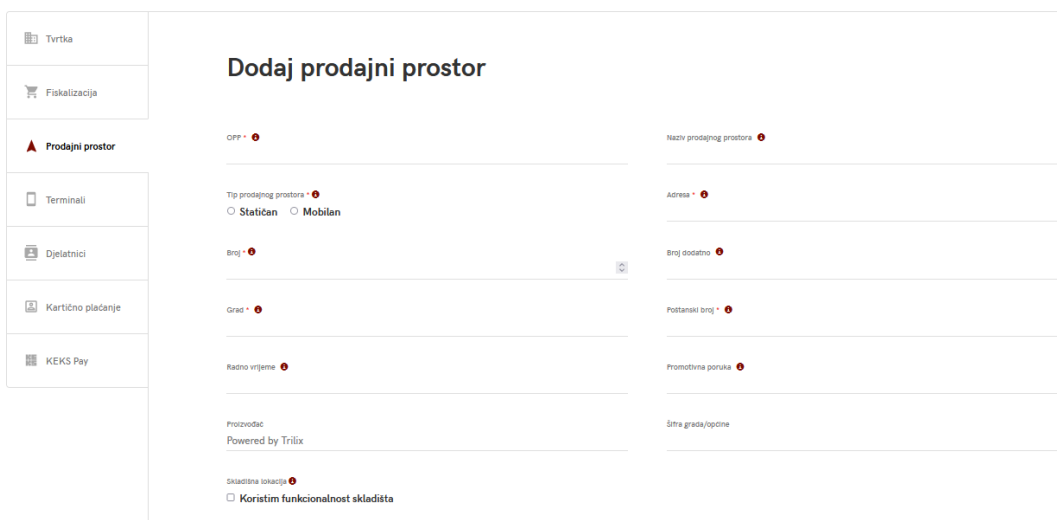 Tvrtka
Fiskalizacija
Prodajni prostor
Terminali
Djelatnici
Kartično plaćanje
KEKS Pay
Dodaj prodajni prostor
OPP *
Naziv prodajnog prostora
Tip prodajnog prostora *
Statičan Mobilan
Adresa *
Broj *
Broj dodatno
Grad *
Poštanski broj *
Radno vrijeme
Promotivna poruka
Proizvođač
Powered by Trilix
Šifra grada/općine
Skladišna lokacija
Koristim funkcionalnost skladišta